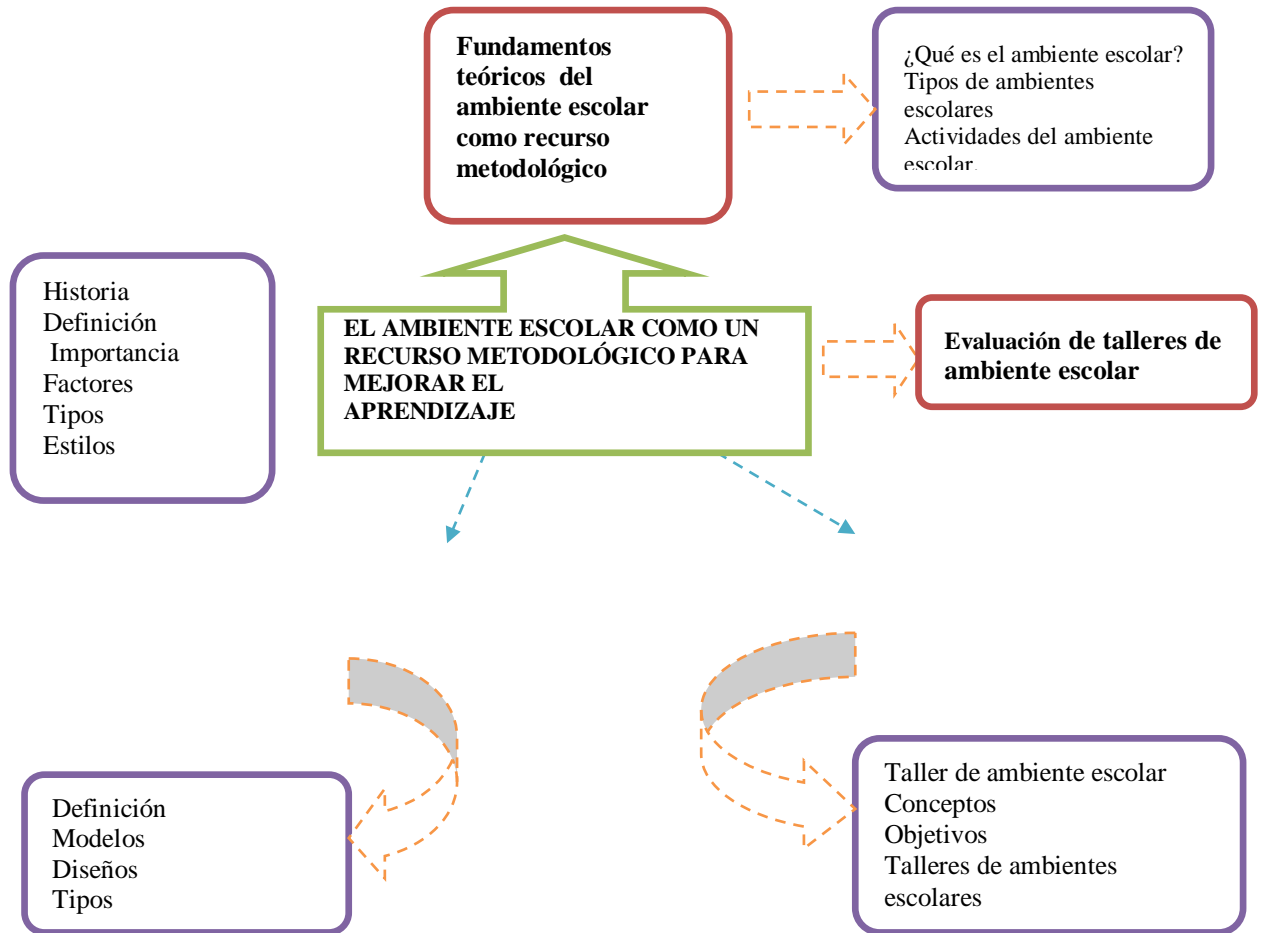 Fundamentos
teóricos del
ambiente escolar
como recurso
metodológico
¿Qué es el ambiente escolar?
Tipos de ambientes
escolares
Actividades del ambiente
escolar.
Historia
Definición
Importancia
Factores
Tipos
Estilos
EL AMBIENTE ESCOLAR COMO UN
RECURSO METODOLÓGICO PARA
MEJORAR EL
APRENDIZAJE
Evaluación de talleres de
ambiente escolar
Definición
Modelos
Diseños
Tipos
Taller de ambiente escolar
Conceptos
Objetivos
Talleres de ambientes
escolares